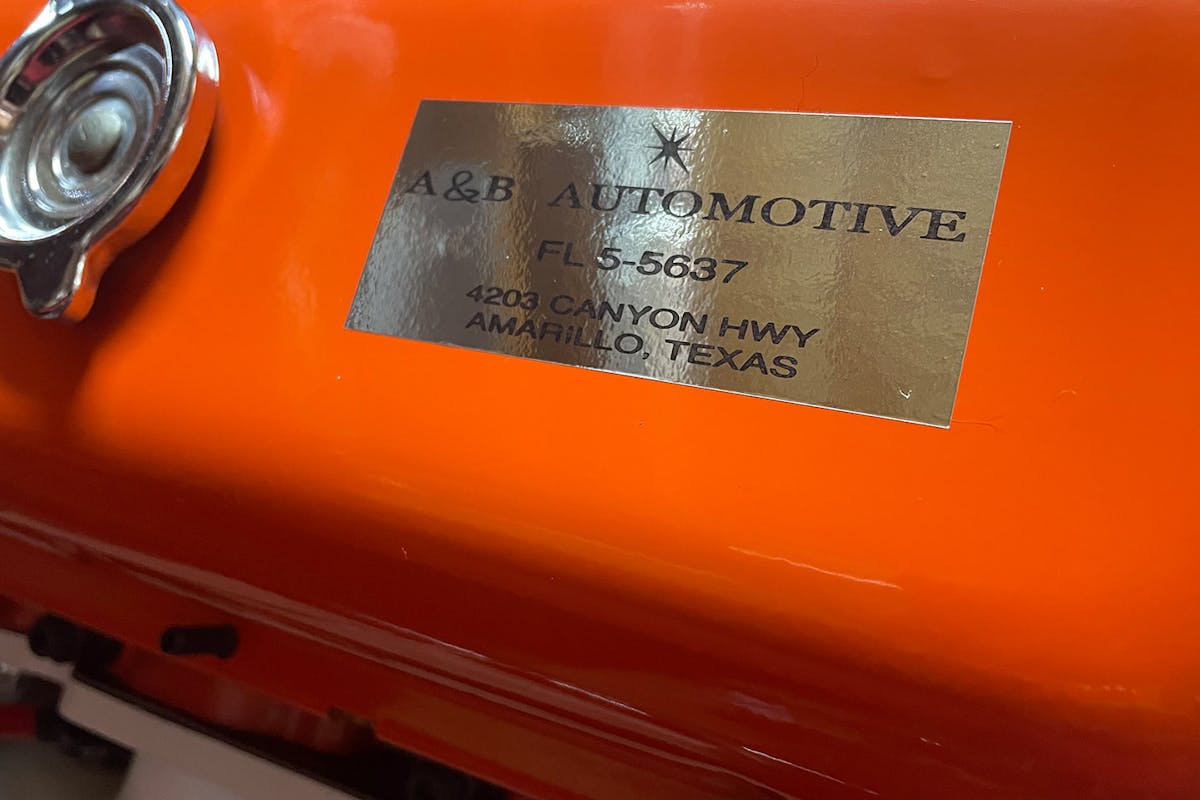 A&B AUTOMOTIVE
FL 5-5637
4203 CANYON HWY
AMARILLO, TEXAS